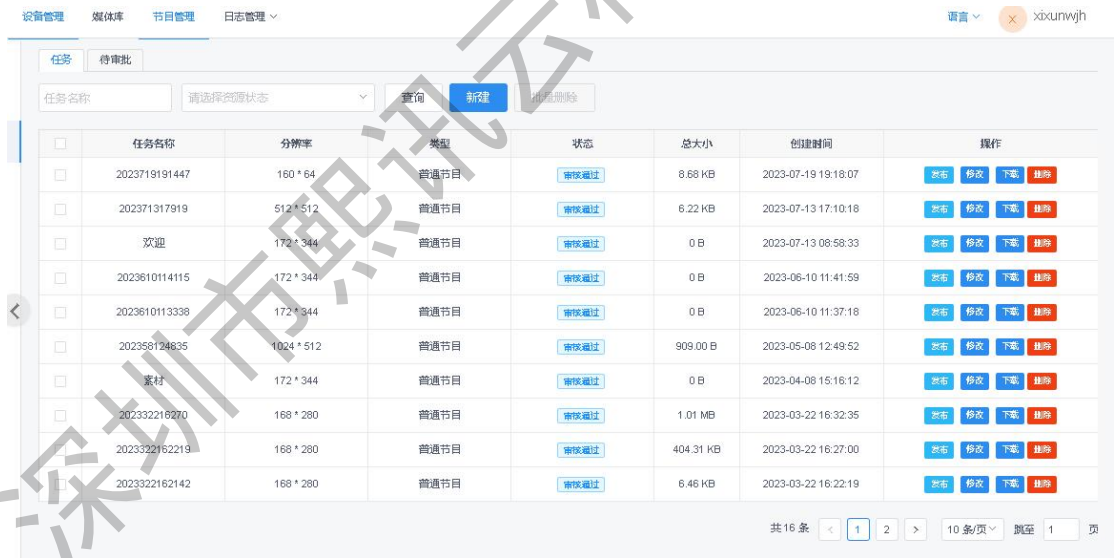 设备管理 媒体库 节目管理 日志管理 语言 x xixunwjh
任务 待审批
任务名称 请选择资源状态 查询 新建 批量删除
任务名称 分辨率 类型 状态 总大小 创建时间 操作
2023719191447 160 * 64 普通节目 审核通过 8.68 KB 2023-07-19 19:18:07 发布 修改 下载 删除
202371317919 512 * 512 普通节目 审核通过 6.22 KB 2023-07-13 17:10:18 发布 修改 下载 删除
欢迎 172 * 344 普通节目 审核通过 0 B 2023-07-13 08:58:33 发布 修改 下载 删除
2023610114115 172 * 344 普通节目 审核通过 0 B 2023-06-10 11:41:59 发布 修改 下载 删除
2023610113338 172 * 344 普通节目 审核通过 0 B 2023-06-10 11:37:18 发布 修改 下载 删除
202358124835 1024 * 512 普通节目 审核通过 909.00 B 2023-05-08 12:49:52 发布 修改 下载 删除
素材 172 * 344 普通节目 审核通过 0 B 2023-04-08 15:16:12 发布 修改 下载 删除
202332216270 168 * 280 普通节目 审核通过 1.01 MB 2023-03-22 16:32:35 发布 修改 下载 删除
2023322162219 168 * 280 普通节目 审核通过 404.31 KB 2023-03-22 16:27:00 发布 修改 下载 删除
2023322162142 168 * 280 普通节目 审核通过 6.46 KB 2023-03-22 16:22:19 发布 修改 下载 删除
共 16 条 < 1 2 > 10 条/页 跳至 1 页
深圳市熙讯云科